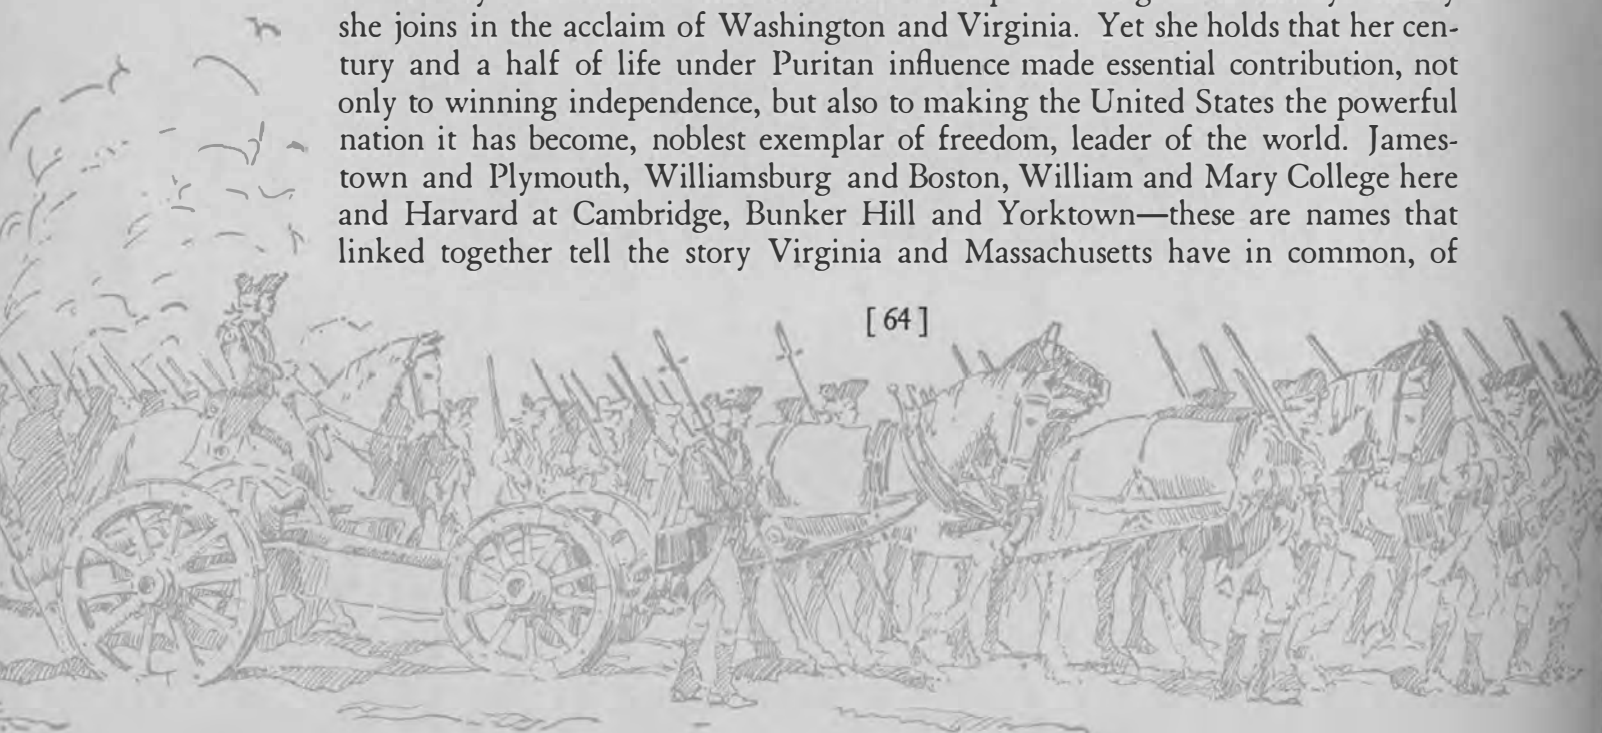 she joins in the acclaim of Washington and Virginia. Yet she holds that her cen-
tury and a half of life under Puritan influence made essential contribution, not
only to winning independence, but also to making the United States the powerful
nation it has become, noblest exemplar of freedom, leader of the world. James-
town and Plymouth, Williamsburg and Boston, William and Mary College here
and Harvard at Cambridge, Bunker Hill and Yorktown—these are names that
linked together tell the story Virginia and Massachusetts have in common, of
[ 64 ]